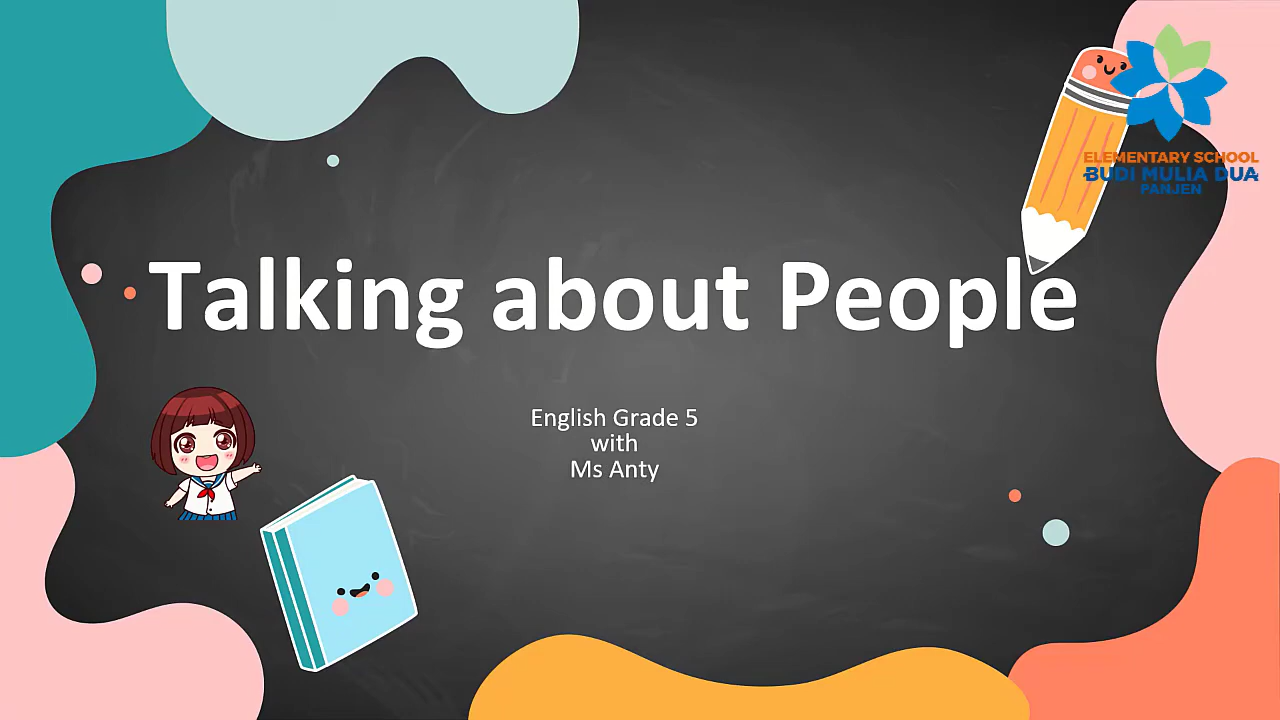 ELEMENTARY SCHOOL
BUDI MULIA DUA
PANJEN
Talking about People
English Grade 5
with
Ms Anty